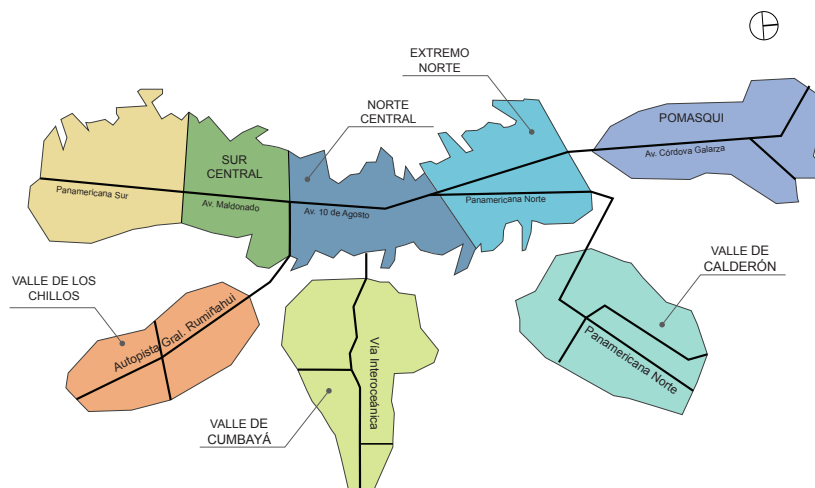 EXTREMO
NORTE
NORTE
CENTRAL
POMASQUI
SUR
CENTRAL
Av. Córdova Galarza
Panamericana Sur
Av. Maldonado
Av. 10 de Agosto
Panamericana Norte
VALLE DE LOS
CHILLOS
VALLE DE
CALDERÓN
Autopista Gral. Rumiñahui
Vía Interoceánica
Panamericana Norte
VALLE DE
CUMBAYÁ